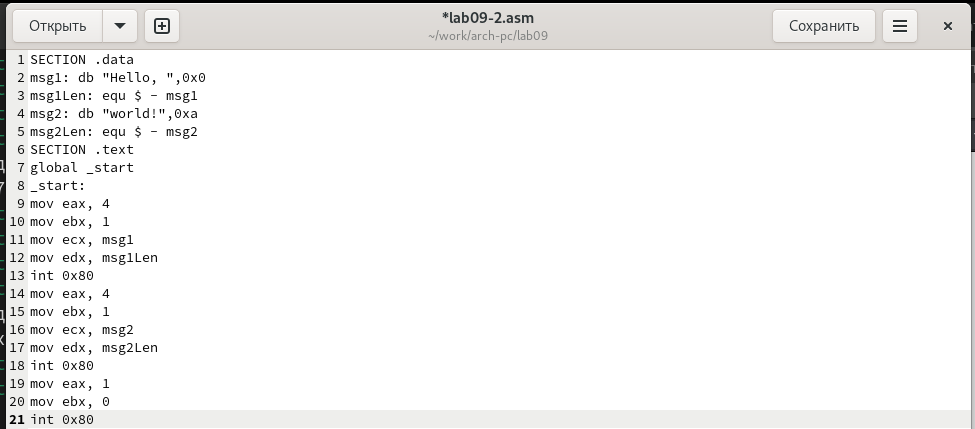 Открыть
*lab09-2.asm
~/work/arch-pc/lab09
Сохранить
1 SECTION .data
2 msg1: db "Hello, ",0x0
3 msg1Len: equ $ - msg1
4 msg2: db "world!",0xa
5 msg2Len: equ $ - msg2
6 SECTION .text
7 global _start
8 _start:
9 mov eax, 4
10 mov ebx, 1
11 mov ecx, msg1
12 mov edx, msg1Len
13 int 0x80
14 mov eax, 4
15 mov ebx, 1
16 mov ecx, msg2
17 mov edx, msg2Len
18 int 0x80
19 mov eax, 1
20 mov ebx, 0
21 int 0x80